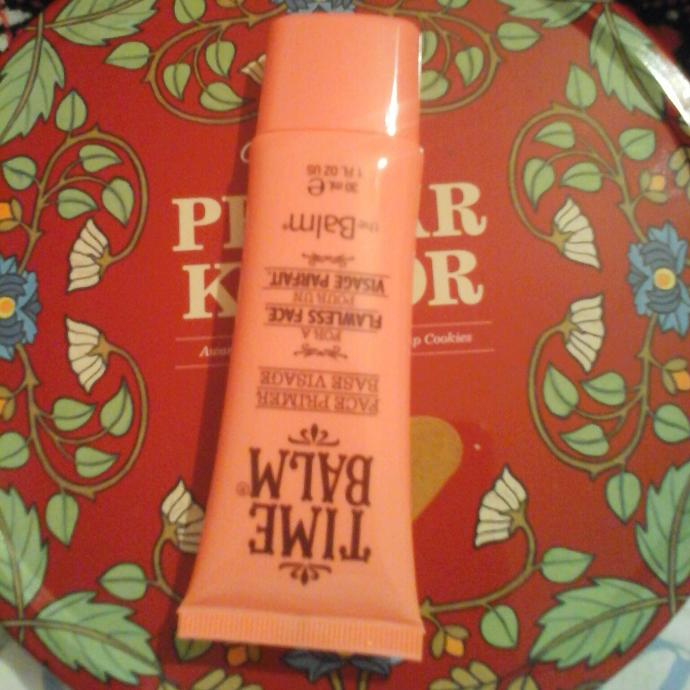 TIME
BALM®
FACE PRIMER
BASE VISAGE
FOR A
FLAWLESS FACE
POUR UN
VISAGE PARFAIT.
theBalm®
30 mL e
1 FL. OZ US
Cookies